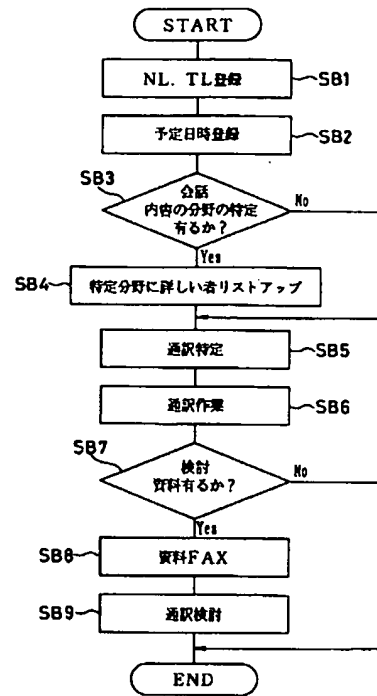 START
NL. TL登録
SB1
予定日時登録
SB2
SB3
会話
内容の分野の特定
有るか?
No
Yes
SB4
特定分野に詳しい者リストアップ
通訳特定
SB5
通訳作業
SB6
SB7
検討
資料有るか?
No
Yes
SB8
資料FAX
SB9
通訳検討
END